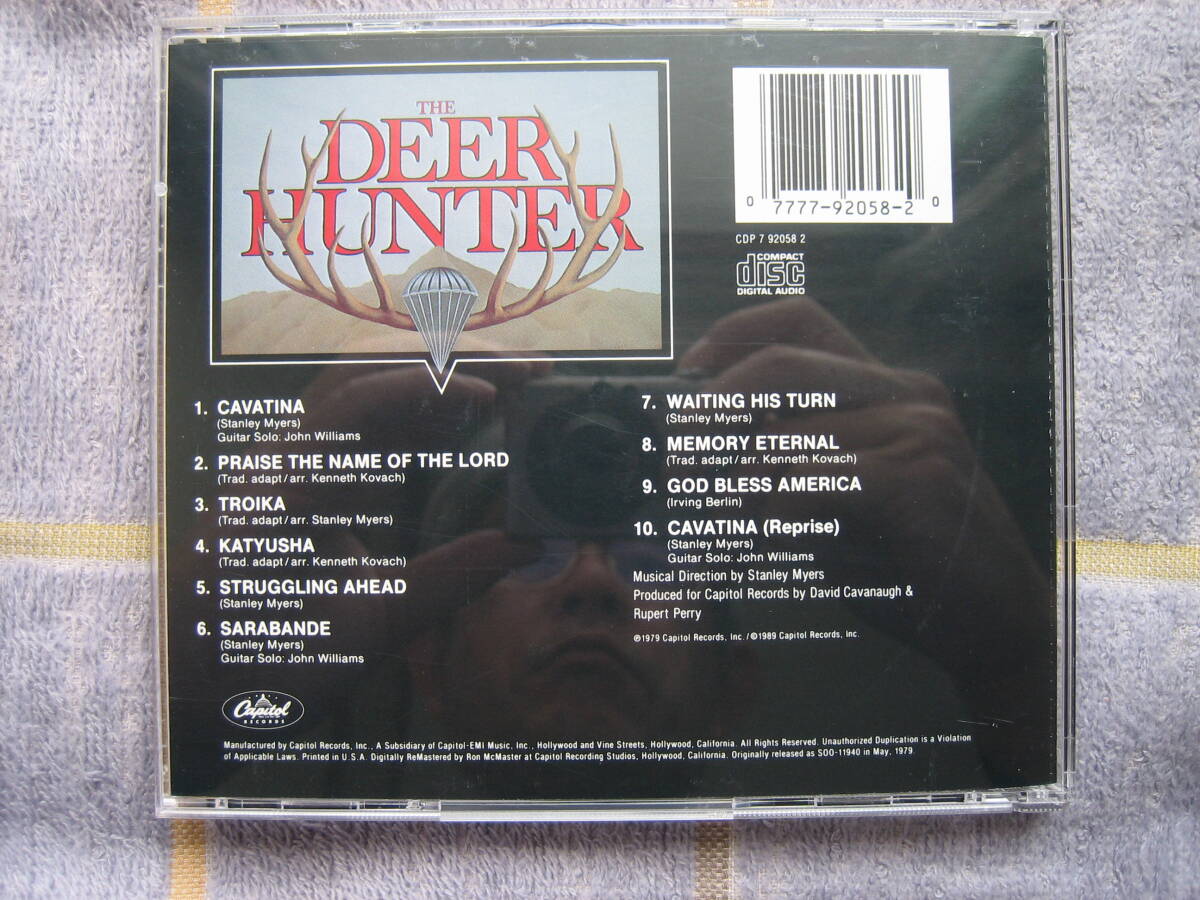 THE
DEER
HUNTER
0 7777-92058-2 0
CDP 7 92058 2
COMPACT
disc
DIGITAL AUDIO
1. CAVATINA
(Stanley Myers)
Guitar Solo: John Williams
2. PRAISE THE NAME OF THE LORD
(Trad. adapt/arr. Kenneth Kovach)
3. TROIKA
(Trad. adapt/arr. Stanley Myers)
4. KATYUSHA
(Trad. adapt/arr. Kenneth Kovach)
5. STRUGGLING AHEAD
(Stanley Myers)
6. SARABANDE
(Stanley Myers)
Guitar Solo: John Williams
7. WAITING HIS TURN
(Stanley Myers)
8. MEMORY ETERNAL
(Trad. adapt/arr. Kenneth Kovach)
9. GOD BLESS AMERICA
(Irving Berlin)
10. CAVATINA (Reprise)
(Stanley Myers)
Guitar Solo: John Williams
Musical Direction by Stanley Myers
Produced for Capitol Records by David Cavanaugh &
Rupert Perry
℗1979 Capitol Records, Inc./©1989 Capitol Records, Inc.
Capitol
RECORDS
Manufactured by Capitol Records, Inc., A Subsidiary of Capitol-EMI Music, Inc., Hollywood and Vine Streets, Hollywood, California. All Rights Reserved. Unauthorized Duplication is a Violation
of Applicable Laws. Printed in U.S.A. Digitally ReMastered by Ron McMaster at Capitol Recording Studios, Hollywood, California. Originally released as SOO-11940 in May, 1979.